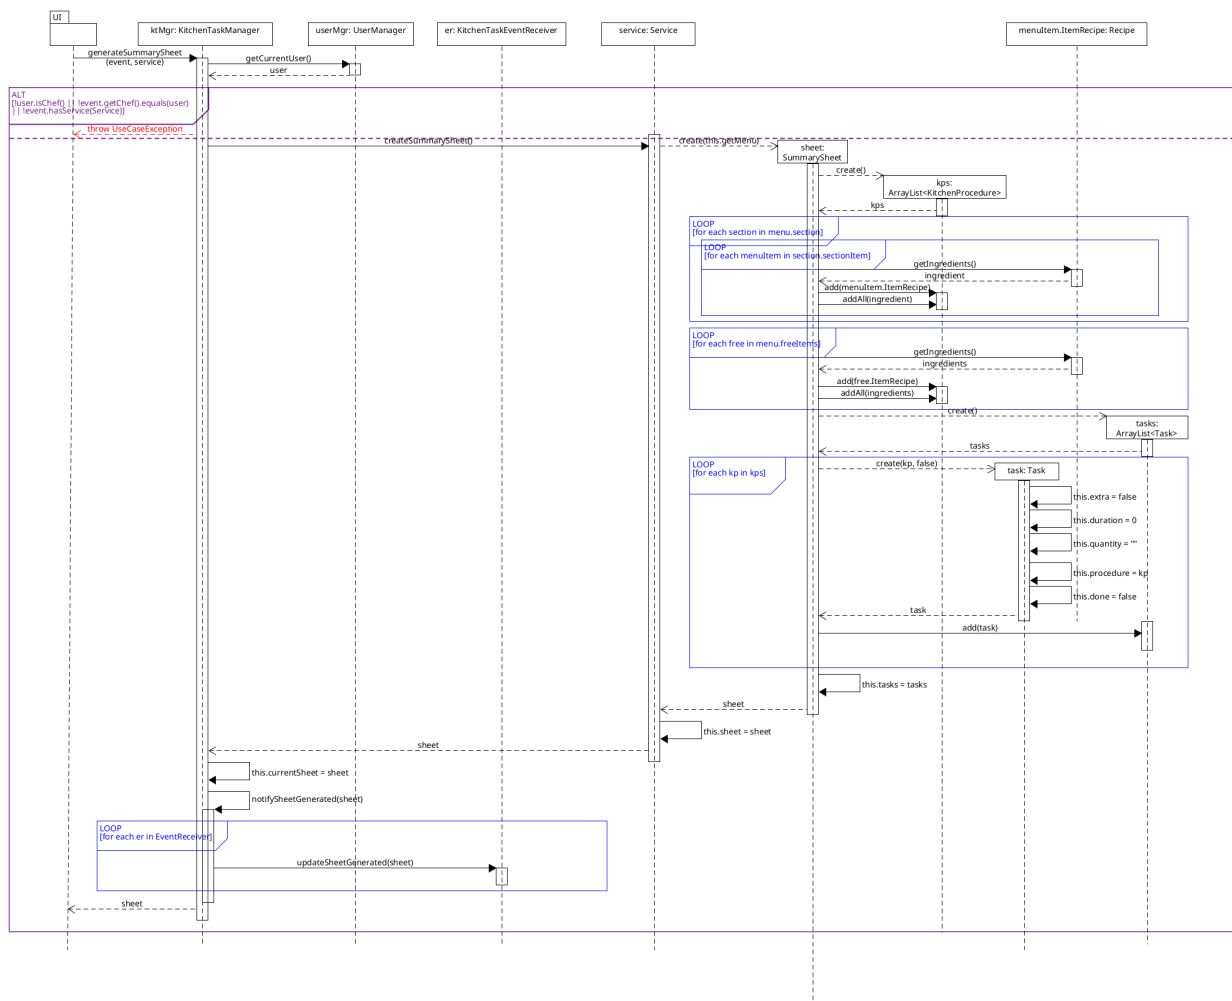 UI
ktMgr: KitchenTaskManager
userMgr: UserManager
er: KitchenTaskEventReceiver
service: Service
menuItem.ItemRecipe: Recipe
generateSummarySheet
(event, service)
getCurrentUser()
user
ALT
[!user.isChef() || !event.getChef().equals(user)
|| !event.hasService(Service)]
throw UseCaseException
createSummarySheet()
create(this.getMenu)
sheet:
SummarySheet
create()
kps:
ArrayList<KitchenProcedure>
kps
LOOP
[for each section in menu.section]
LOOP
[for each menuItem in section.sectionItem]
getIngredients()
ingredient
add(menuItem.ItemRecipe)
addAll(ingredient)
LOOP
[for each free in menu.freeItems]
getIngredients()
ingredients
add(free.ItemRecipe)
addAll(ingredients)
create()
tasks:
ArrayList<Task>
tasks
LOOP
[for each kp in kps]
create(kp, false)
task: Task
this.extra = false
this.duration = 0
this.quantity = ""
this.procedure = kp
this.done = false
task
add(task)
this.tasks = tasks
sheet
this.sheet = sheet
sheet
this.currentSheet = sheet
notifySheetGenerated(sheet)
LOOP
[for each er in EventReceiver]
updateSheetGenerated(sheet)
sheet